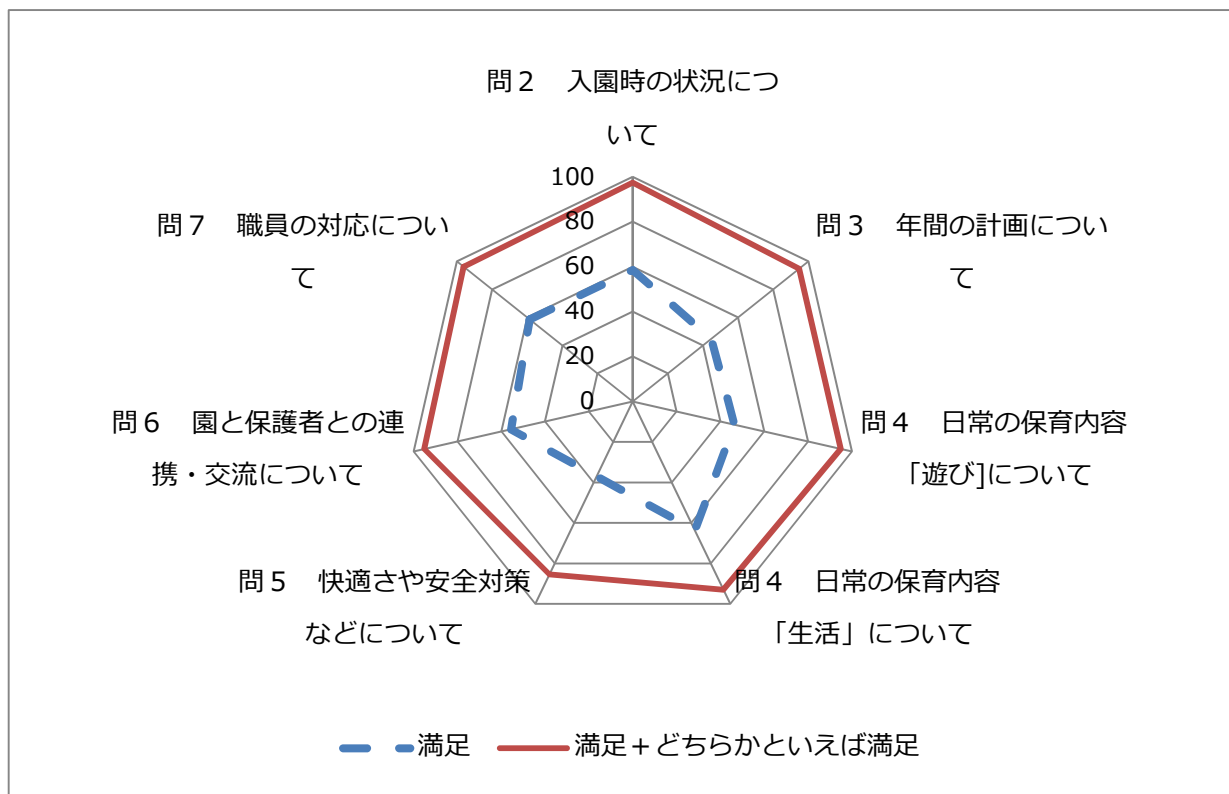 問２　入園時の状況につ
いて
100
80
60
40
20
0
問３　年間の計画につい
て
問４　日常の保育内容
「遊び]について
問４　日常の保育内容
「生活」について
問５　快適さや安全対策
などについて
問６　園と保護者との連
携・交流について
問７　職員の対応につい
て
満足
満足＋どちらかといえば満足